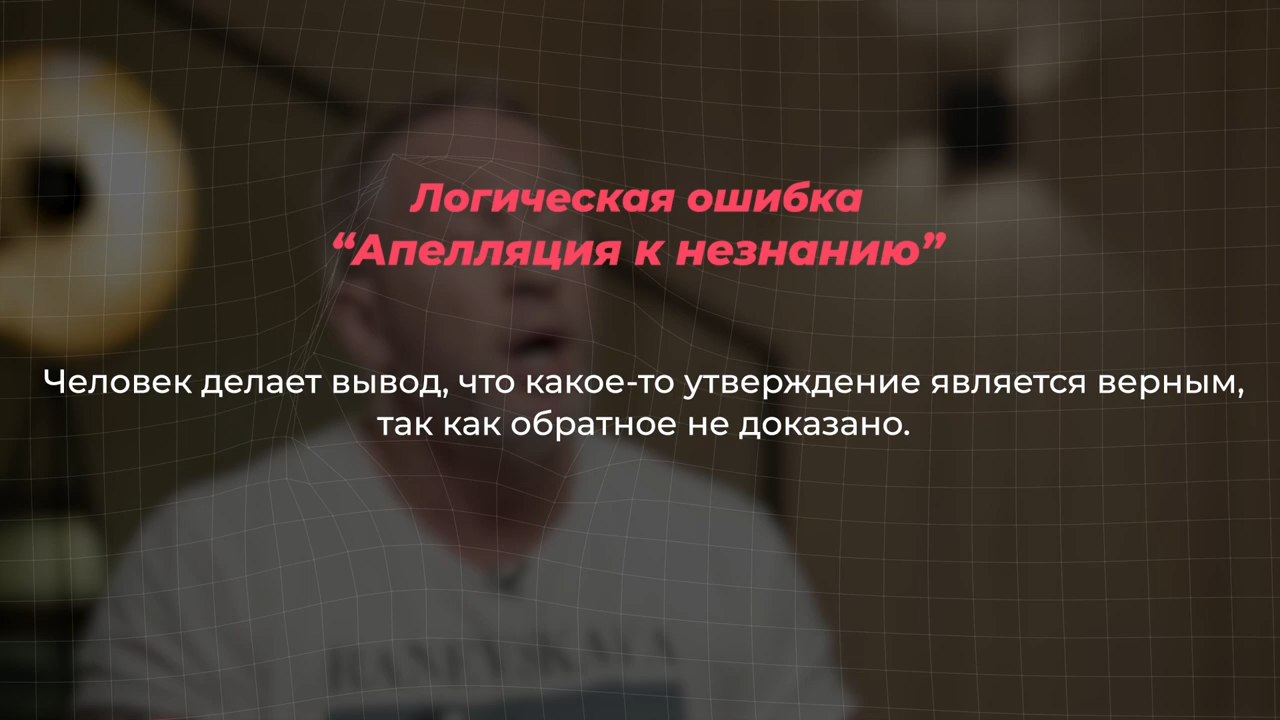 Логическая ошибка
“Апелляция к незнанию”
Человек делает вывод, что какое-то утверждение является верным,
так как обратное не доказано.